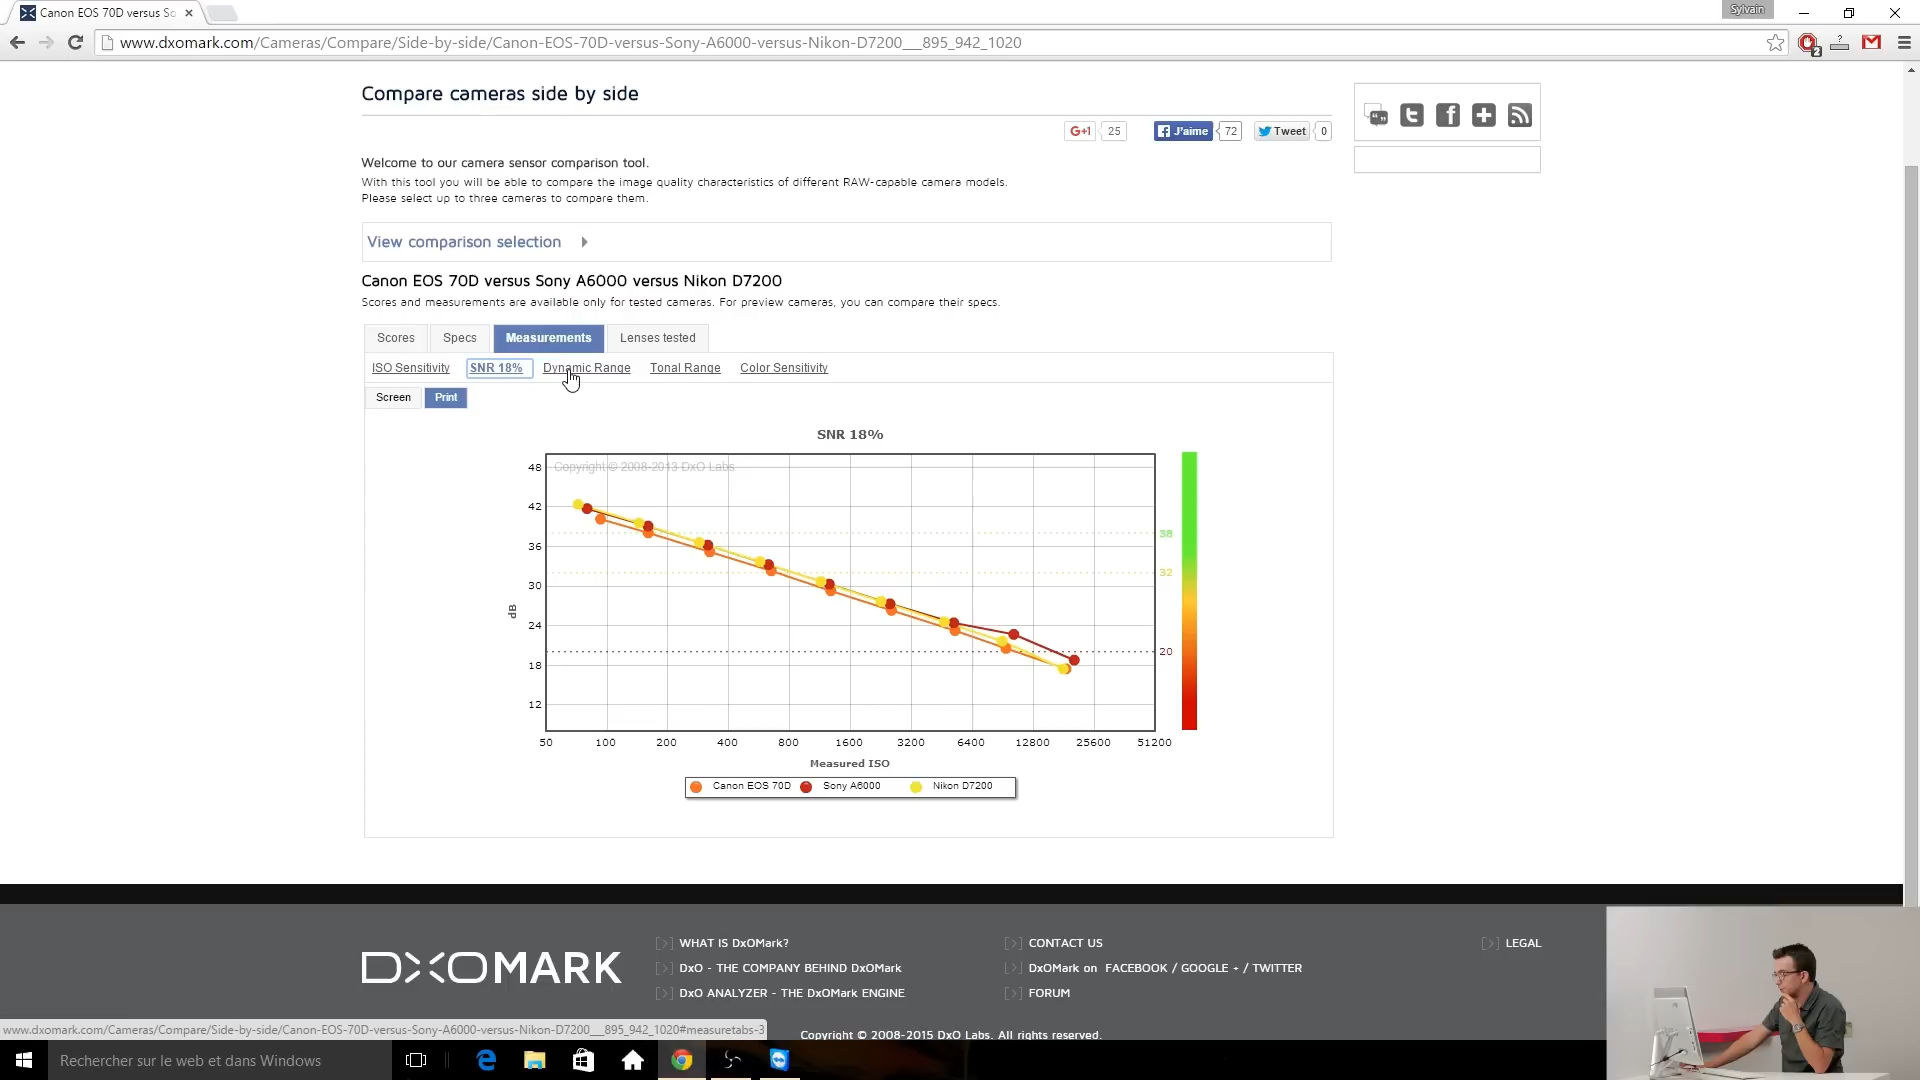 Canon EOS 70D versus So
Sylvain
www.dxomark.com/Cameras/Compare/Side-by-side/Canon-EOS-70D-versus-Sony-A6000-versus-Nikon-D7200___895_942_1020
2
Compare cameras side by side
G+1 25 J'aime 72 Tweet 0
Welcome to our camera sensor comparison tool.
With this tool you will be able to compare the image quality characteristics of different RAW-capable camera models.
Please select up to three cameras to compare them.
View comparison selection
Canon EOS 70D versus Sony A6000 versus Nikon D7200
Scores and measurements are available only for tested cameras. For preview cameras, you can compare their specs.
Scores Specs Measurements Lenses tested
ISO Sensitivity SNR 18% Dynamic Range Tonal Range Color Sensitivity
Screen Print
SNR 18%
Copyright © 2008-2013 DxO Labs
48
42
38
36
32
30
dB
24
20
18
12
50 100 200 400 800 1600 3200 6400 12800 25600 51200
Measured ISO
Canon EOS 70D Sony A6000 Nikon D7200
DXOMARK
WHAT IS DxOMark?
DxO - THE COMPANY BEHIND DxOMark
DxO ANALYZER - THE DxOMark ENGINE
CONTACT US
DxOMark on FACEBOOK / GOOGLE + / TWITTER
FORUM
LEGAL
www.dxomark.com/Cameras/Compare/Side-by-side/Canon-EOS-70D-versus-Sony-A6000-versus-Nikon-D7200___895_942_1020#measuretabs-3
Copyright © 2008-2015 DxO Labs. All rights reserved.
Rechercher sur le web et dans Windows